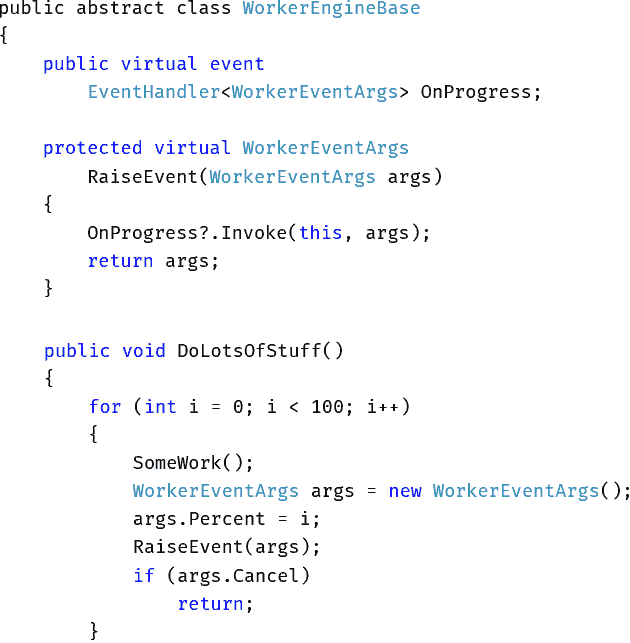 public abstract class WorkerEngineBase
{
    public virtual event
        EventHandler<WorkerEventArgs> OnProgress;
    protected virtual WorkerEventArgs
        RaiseEvent(WorkerEventArgs args)
    {
        OnProgress?.Invoke(this, args);
        return args;
    }
    public void DoLotsOfStuff()
    {
        for (int i = 0; i < 100; i++)
        {
            SomeWork();
            WorkerEventArgs args = new WorkerEventArgs();
            args.Percent = i;
            RaiseEvent(args);
            if (args.Cancel)
                return;
        }